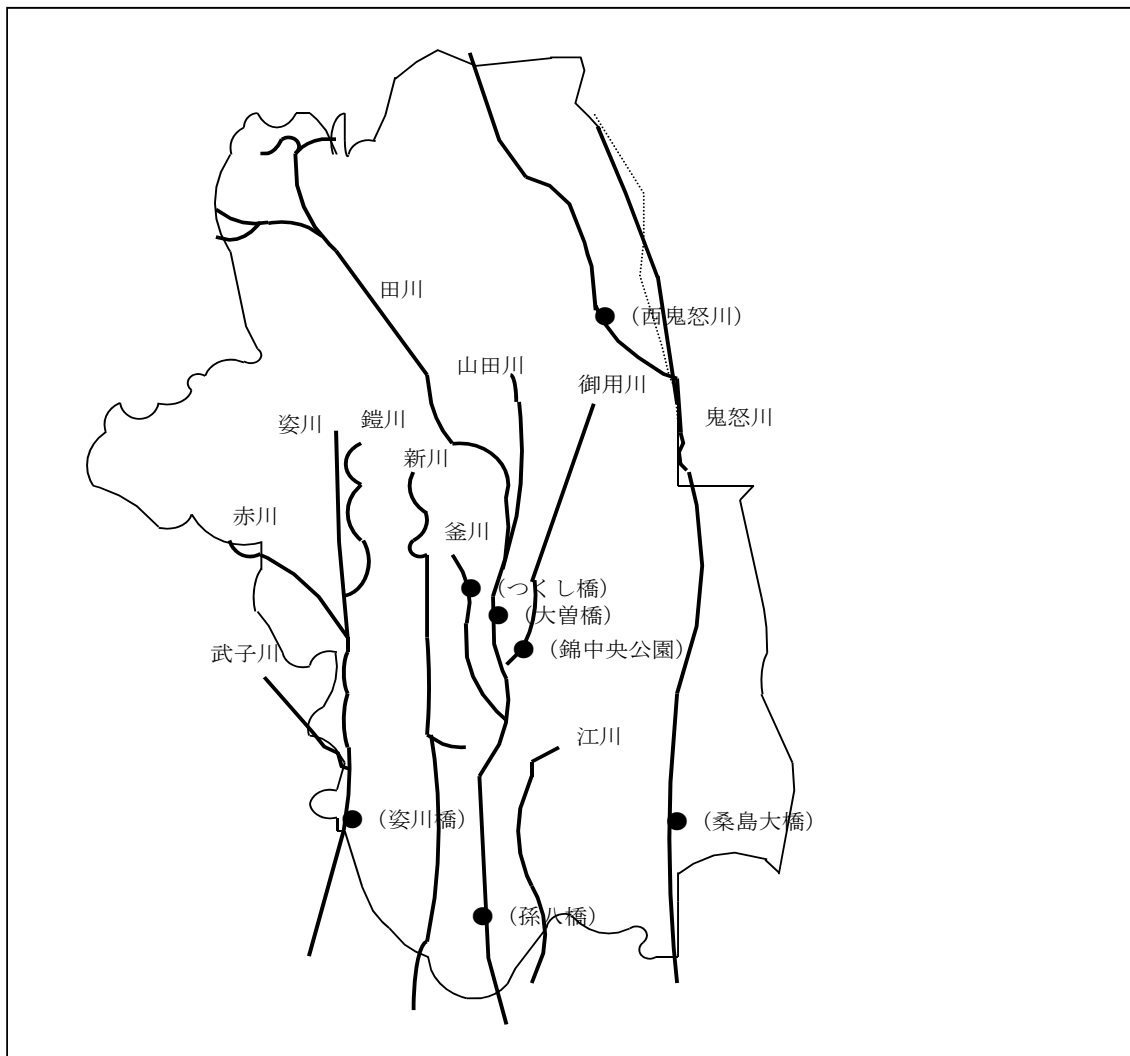 田川
(西鬼怒川)
山田川
御用川
鬼怒川
姿川
鎧川
新川
赤川
釜川
(つくし橋)
(大曽橋)
(錦中央公園)
武子川
江川
(姿川橋)
(桑島大橋)
(孫八橋)